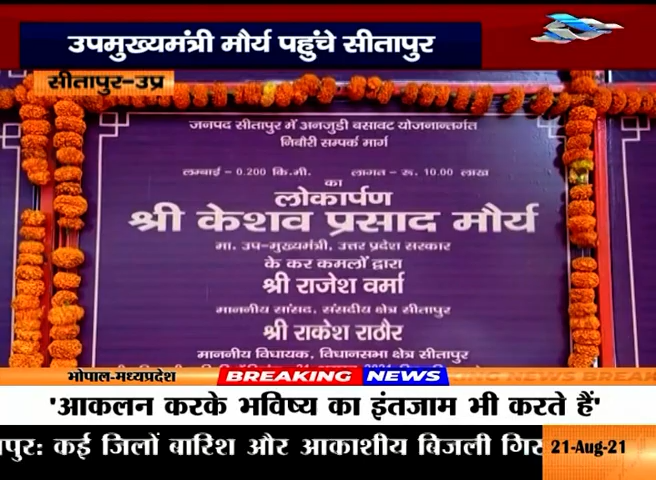 उपमुख्यमंत्री मौर्य पहुंचे सीतापुर
सीतापुर-उप्र
जनपद सीतापुर में अनजुडी बसावट योजनान्तर्गत
निबौरी सम्पर्क मार्ग
लम्बाई - 0.200 कि.मी. लागत - रू. 10.00 लाख
का
लोकार्पण
श्री केशव प्रसाद मौर्य
मा. उप-मुख्यमंत्री, उत्तर प्रदेश सरकार
के कर कमलों द्वारा
श्री राजेश वर्मा
माननीय सांसद, संसदीय क्षेत्र सीतापुर
श्री राकेश राठौर
माननीय विधायक, विधानसभा क्षेत्र सीतापुर
भोपाल-मध्यप्रदेश BREAKING NEWS
'आकलन करके भविष्य का इंतजाम भी करते हैं'
पुर: कई जिलों बारिश और आकाशीय बिजली गिर 21-Aug-21